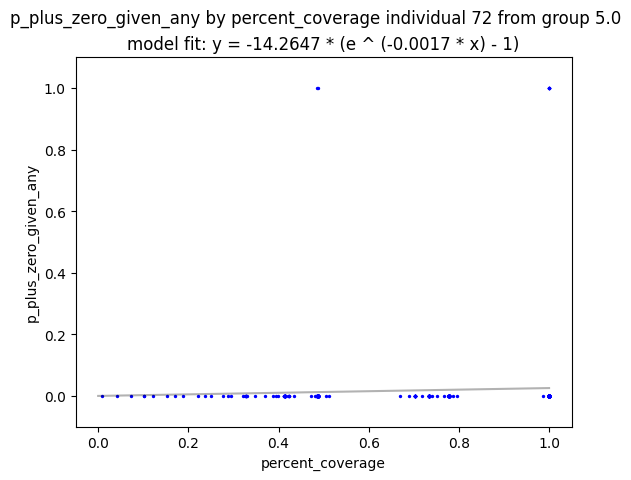 p_plus_zero_given_any by percent_coverage individual 72 from group 5.0
model fit: y = -14.2647 * (e ^ (-0.0017 * x) - 1)
1.0
0.8
0.6
0.4
0.2
0.0
p_plus_zero_given_any
0.0 0.2 0.4 0.6 0.8 1.0
percent_coverage